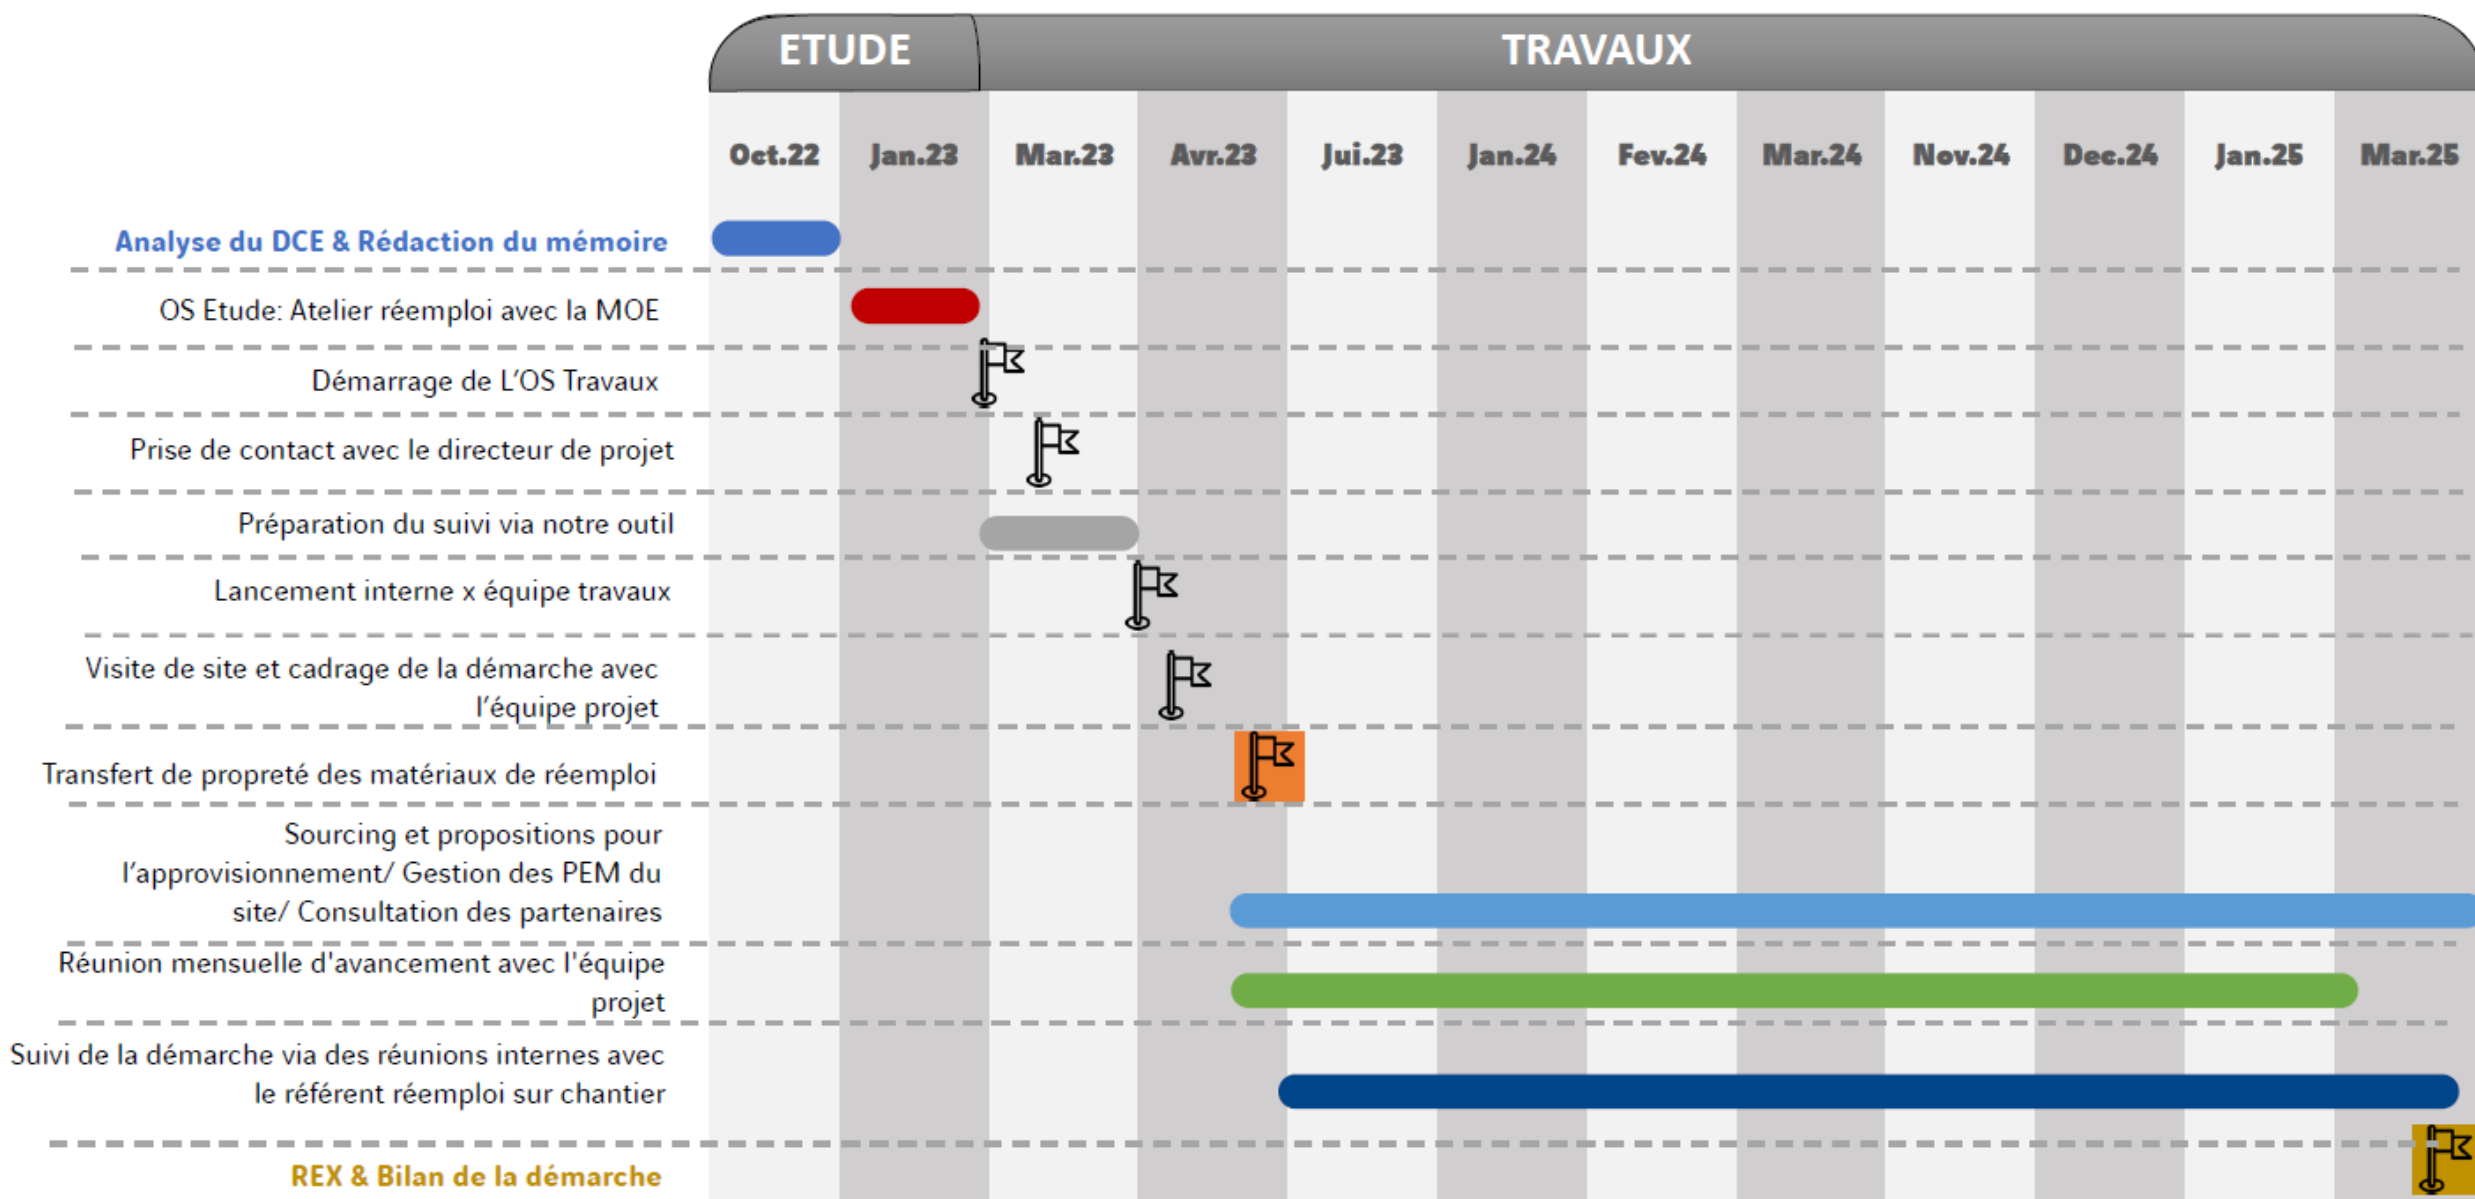 ETUDE
TRAVAUX
Oct.22
Jan.23
Mar.23
Avr.23
Jui.23
Jan.24
Fev.24
Mar.24
Nov.24
Dec.24
Jan.25
Mar.25
Analyse du DCE & Rédaction du mémoire
OS Etude: Atelier réemploi avec la MOE
Démarrage de L'OS Travaux
Prise de contact avec le directeur de projet
Préparation du suivi via notre outil
Lancement interne x équipe travaux
Visite de site et cadrage de la démarche avec
l'équipe projet
Transfert de propreté des matériaux de réemploi
Sourcing et propositions pour
l'approvisionnement/ Gestion des PEM du
site/ Consultation des partenaires
Réunion mensuelle d'avancement avec l'équipe
projet
Suivi de la démarche via des réunions internes avec
le référent réemploi sur chantier
REX & Bilan de la démarche